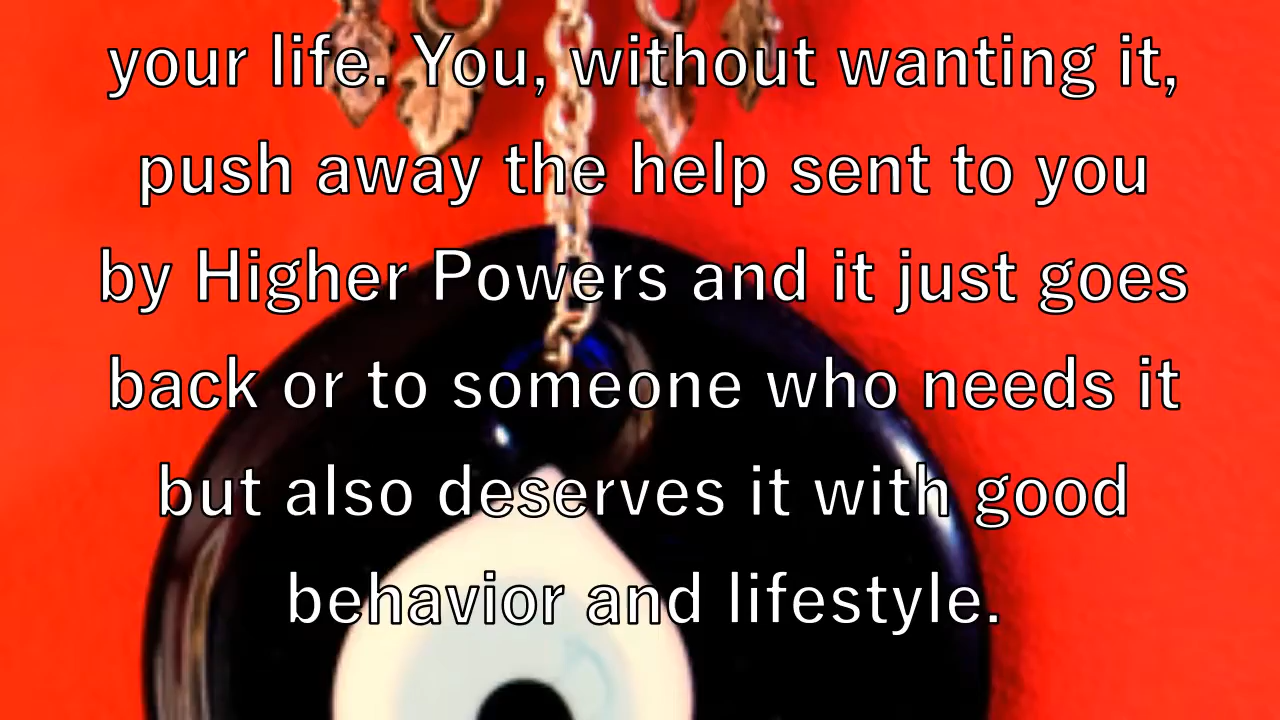 your life. You, without wanting it,
push away the help sent to you
by Higher Powers and it just goes
back or to someone who needs it
but also deserves it with good
behavior and lifestyle.